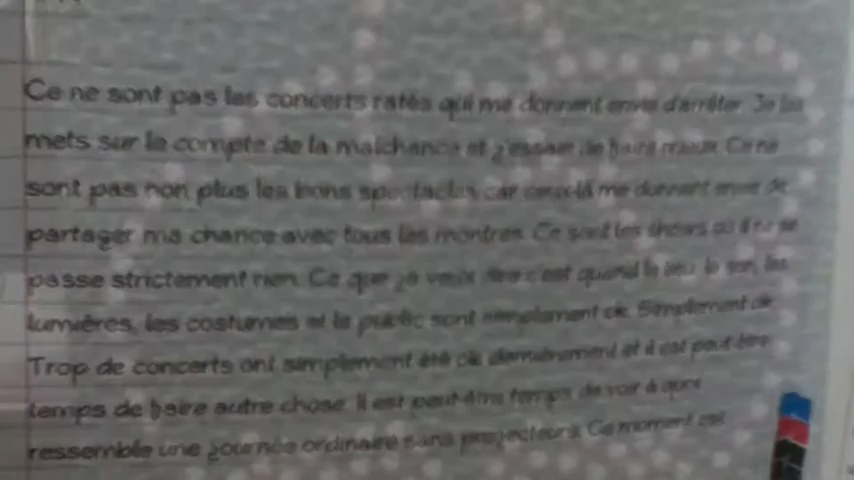 Ce ne sont pas les concerts ratés qui me donnent envie d'arrêter. Je les
mets sur le compte de la malchance et j'essaie de faire mieux. Ce ne
sont pas non plus les bons spectacles car ceux-là me donnent envie de
partager ma chance avec tous les montres. Ce sont les shows où il ne se
passe strictement rien. Ce que je veux dire c'est quand le lieu, le son, les
lumières, les costumes et le public sont simplement ok. Simplement ok.
Trop de concerts ont simplement été ok dernièrement et il est peut-être
temps de faire autre chose. Il est peut-être temps de voir à quoi
ressemble une journée ordinaire sans projecteurs. Ce moment est